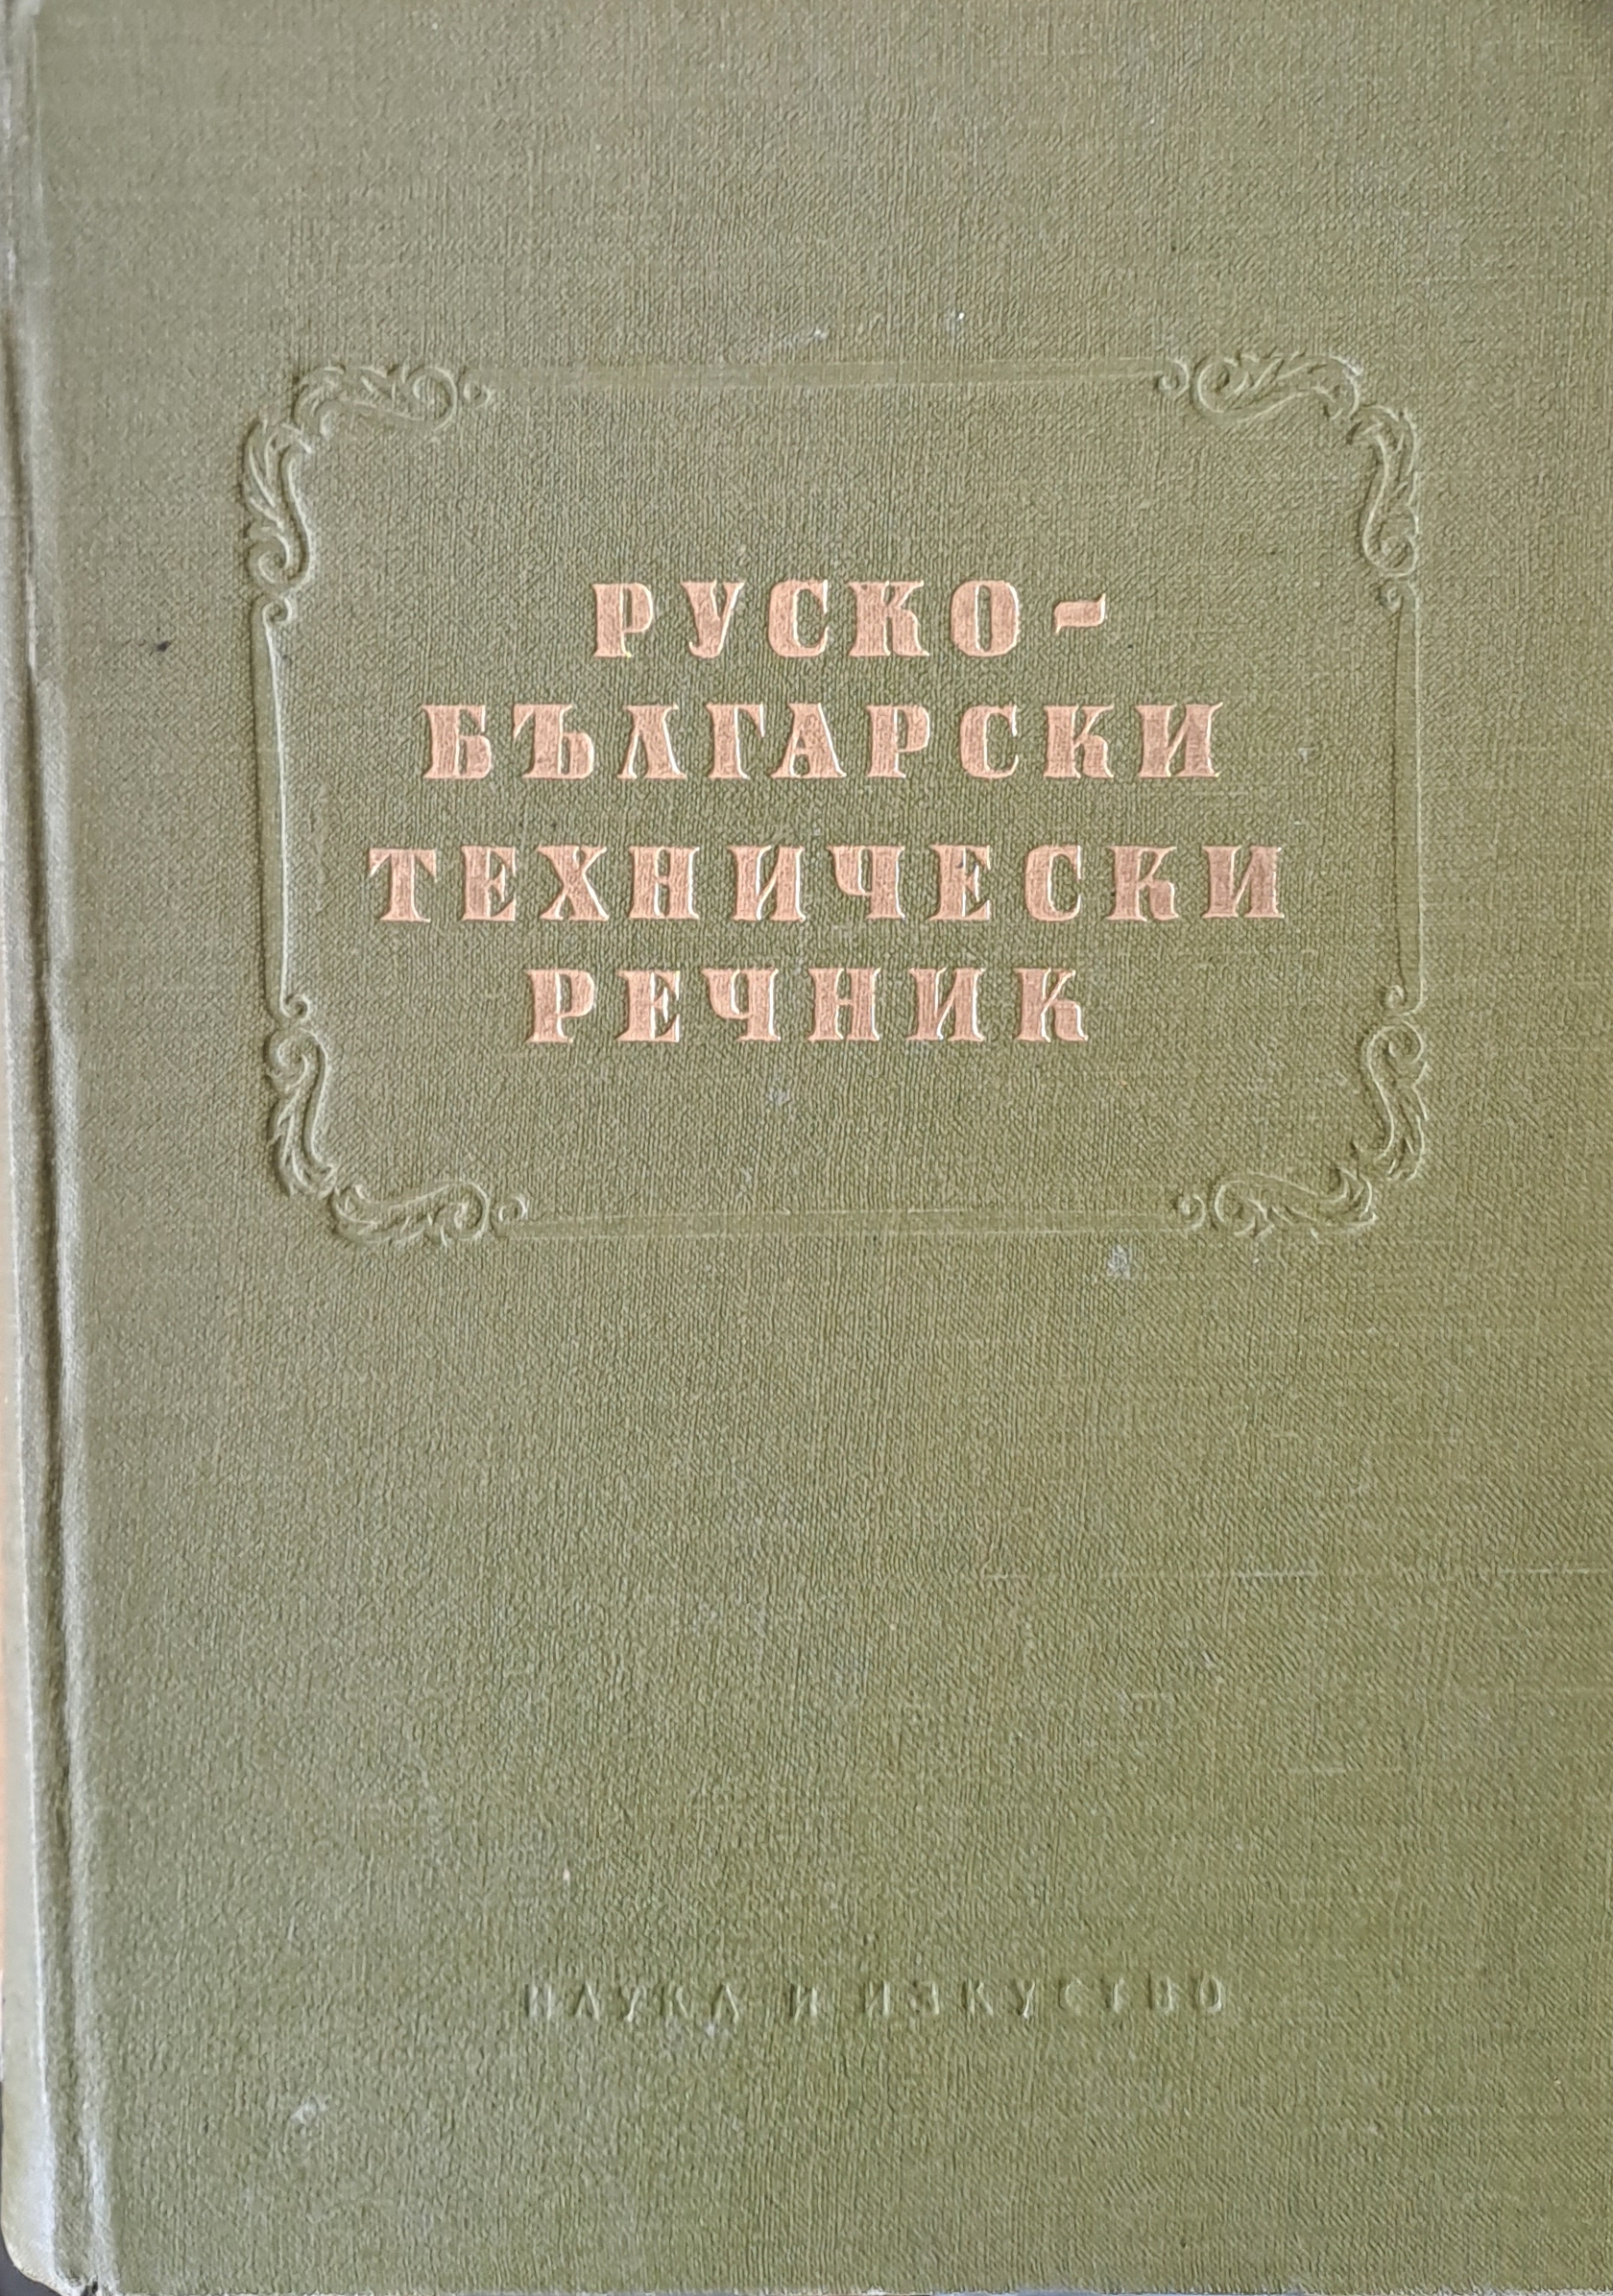 РУСКО-
БЪЛГАРСКИ
ТЕХНИЧЕСКИ
РЕЧНИК
НАУКА И ИЗКУСТВО